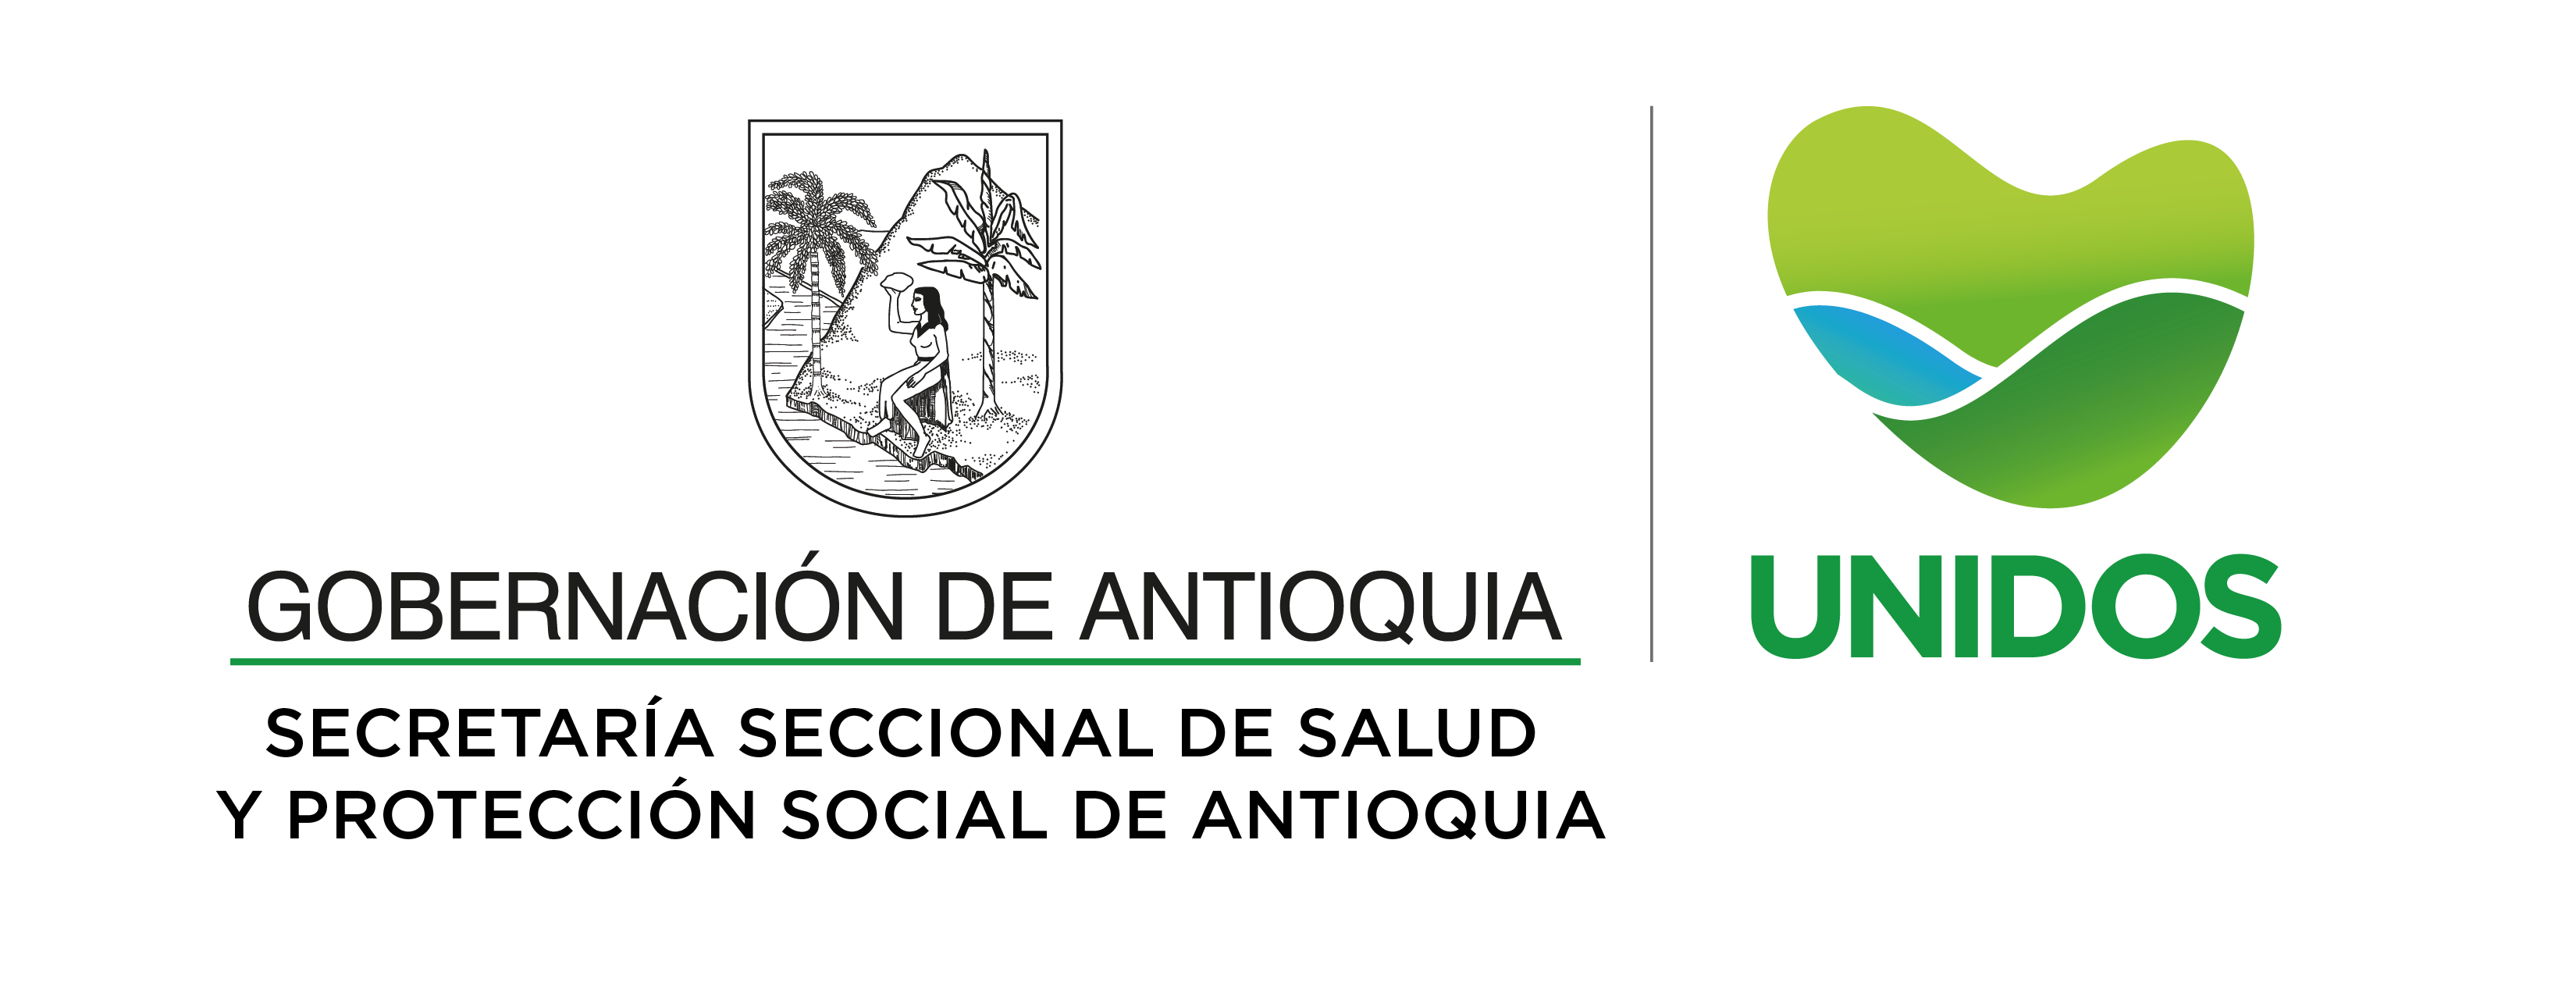 GOBERNACIÓN DE ANTIOQUIA
SECRETARÍA SECCIONAL DE SALUD
Y PROTECCIÓN SOCIAL DE ANTIOQUIA
UNIDOS